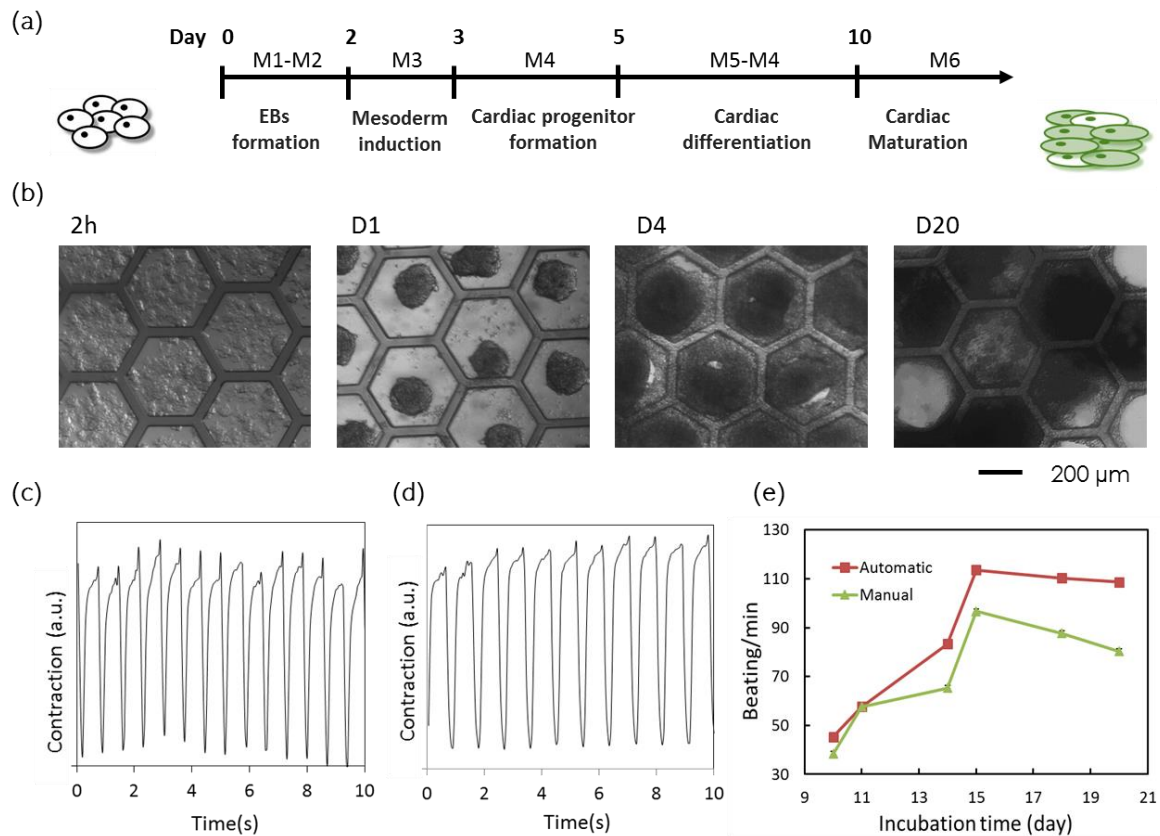 (a)
Day 0 2 3 5 10
M1-M2 M3 M4 M5-M4 M6
EBs formation
Mesoderm induction
Cardiac progenitor formation
Cardiac differentiation
Cardiac Maturation
(b)
2h D1 D4 D20
200 µm
(c)
Contraction (a.u.)
0 2 4 6 8 10
Time(s)
(d)
Contraction (a.u.)
0 2 4 6 8 10
Time(s)
(e)
Beating/min
130
110
90
70
50
30
Automatic
Manual
9 11 13 15 17 19 21
Incubation time (day)